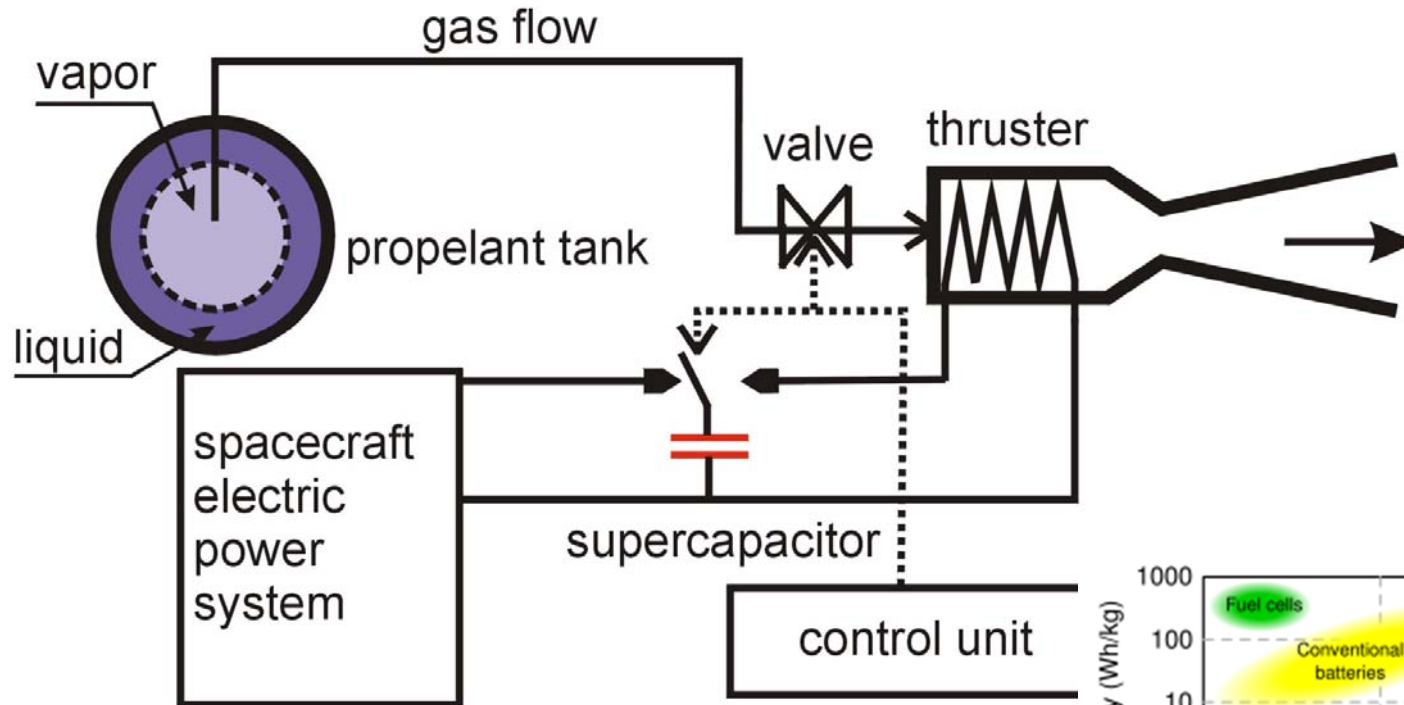 gas flow
vapor
thruster
valve
propelant tank
liquid
spacecraft
electric
power
system
supercapacitor
control unit
1000
Fuel cells
100
Conventional
batteries
10
(Wh/kg)